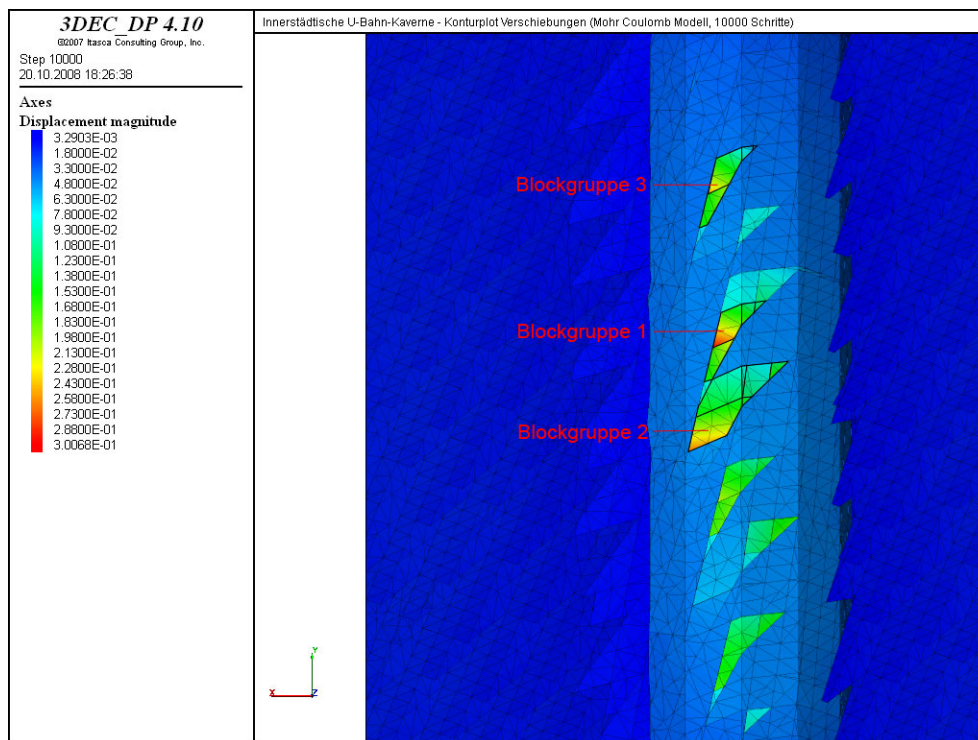 3DEC_DP 4.10
©2007 Itasca Consulting Group, Inc.
Step 10000
20.10.2008 18:26:38
Axes
Displacement magnitude
3.2903E-03
1.8000E-02
3.3000E-02
4.8000E-02
6.3000E-02
7.8000E-02
9.3000E-02
1.0800E-01
1.2300E-01
1.3800E-01
1.5300E-01
1.6800E-01
1.8300E-01
1.9800E-01
2.1300E-01
2.2800E-01
2.4300E-01
2.5800E-01
2.7300E-01
2.8800E-01
3.0068E-01
Innerstädtische U-Bahn-Kaverne - Konturplot Verschiebungen (Mohr Coulomb Modell, 10000 Schritte)
Blockgruppe 3
Blockgruppe 1
Blockgruppe 2
Y
X
Z